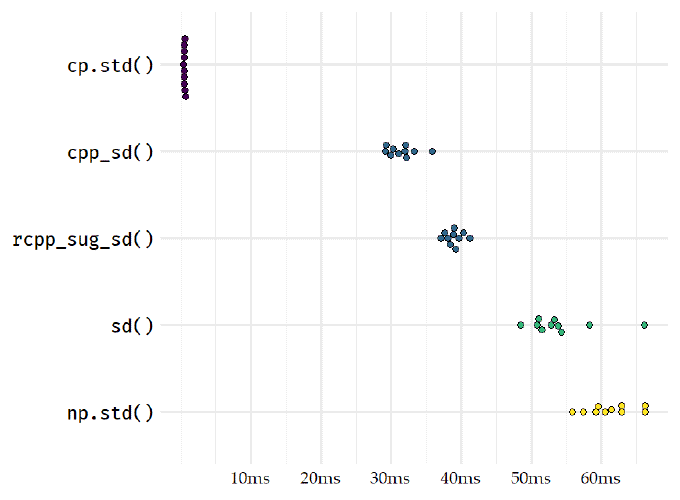 cp.std()
cpp_sd()
rcpp_sug_sd()
sd()
np.std()
10ms 20ms 30ms 40ms 50ms 60ms